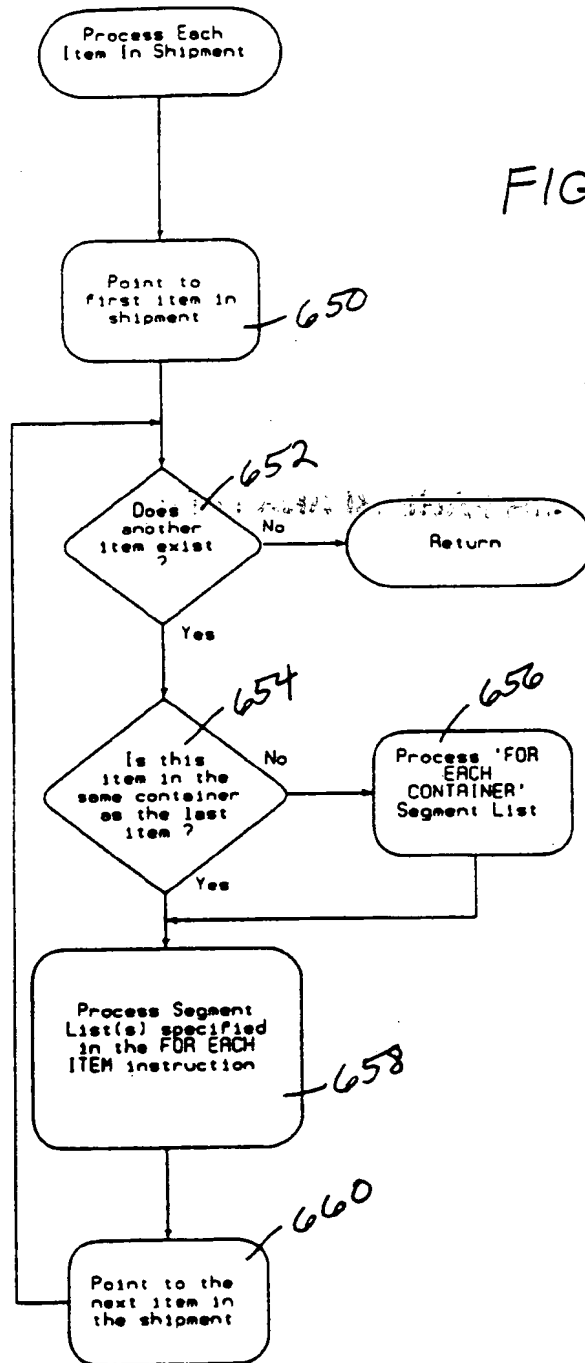 Process Each
Item In Shipment
FIG
Point to
first item in
shipment
650
652
Does
another
item exist
?
No
Return
Yes
654
Is this
item in the
same container
as the last
item ?
No
656
Process 'FOR
EACH
CONTAINER'
Segment List
Yes
Process Segment
List(s) specified
in the FOR EACH
ITEM instruction
658
660
Point to the
next item in
the shipment